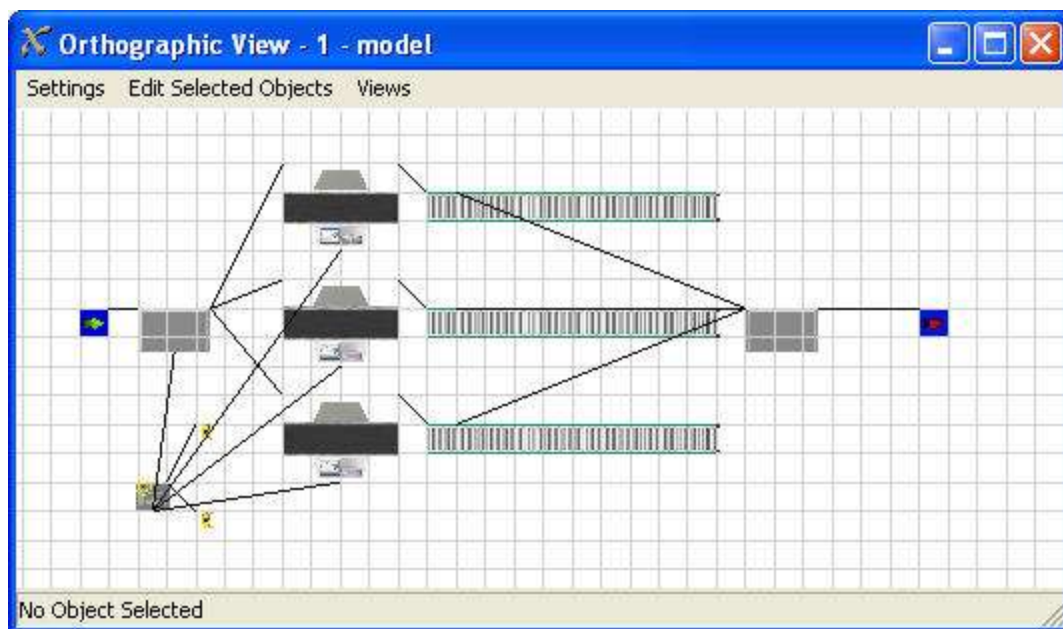 Orthographic View - 1 - model
Settings Edit Selected Objects Views
No Object Selected